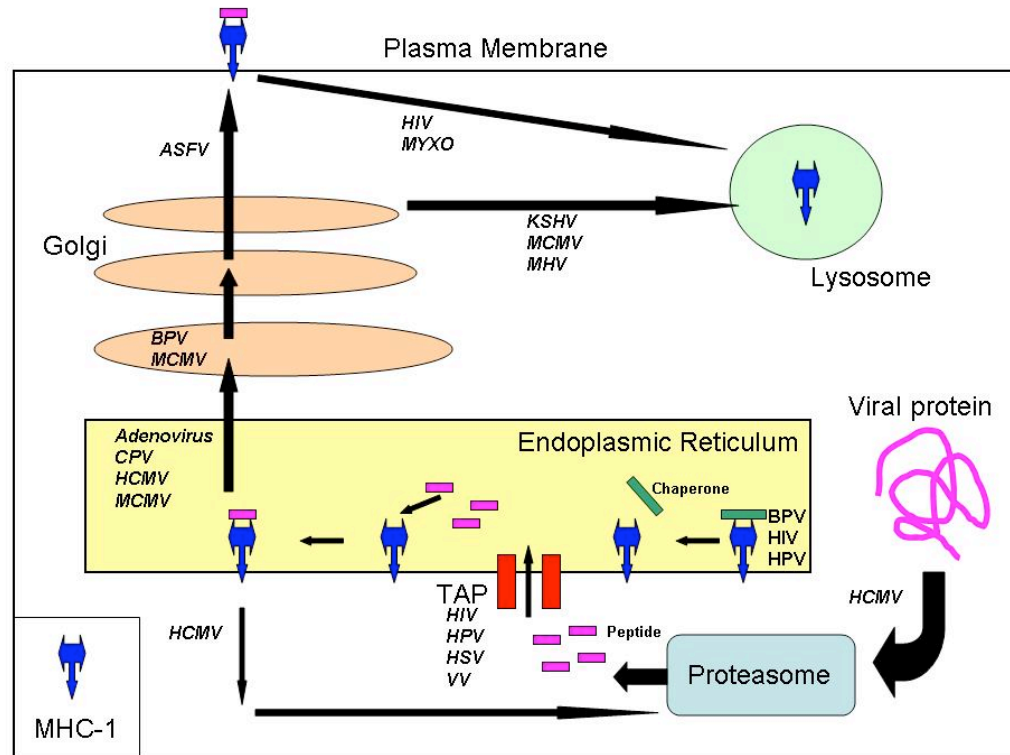 Plasma Membrane
HIV
MYXO
ASFV
KSHV
MCMV
MHV
Golgi
Lysosome
BPV
MCMV
Viral protein
Adenovirus
CPV
HCMV
MCMV
Endoplasmic Reticulum
Chaperone
BPV
HIV
HPV
TAP
HIV
HPV
HSV
VV
HCMV
HCMV
Peptide
Proteasome
MHC-1